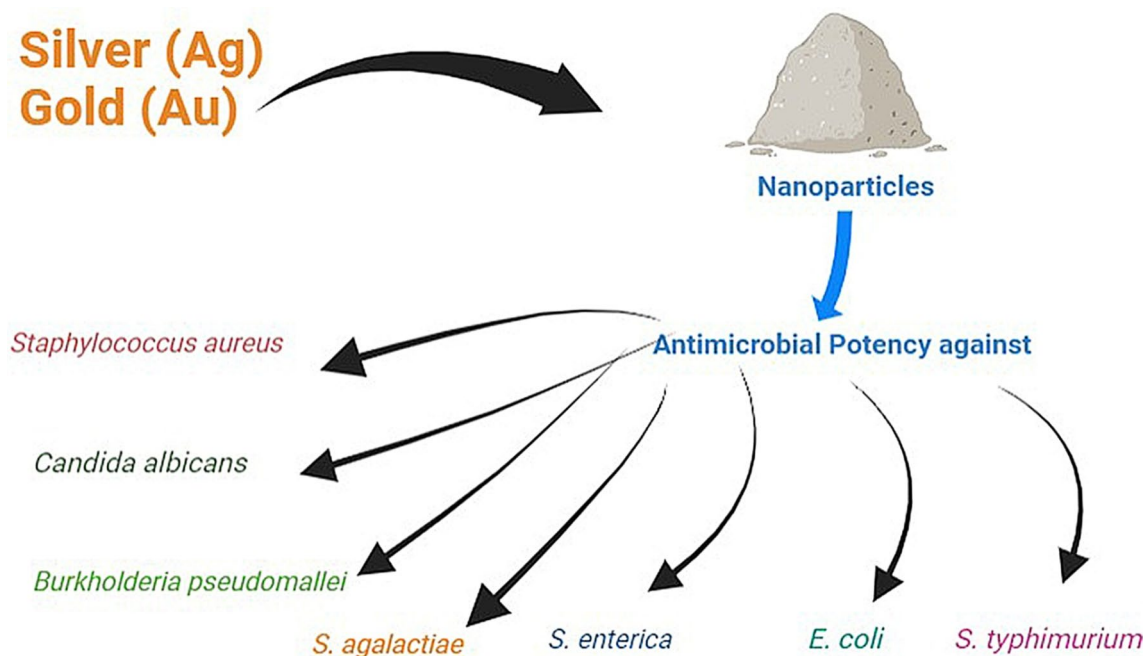 Silver (Ag)
Gold (Au)
Nanoparticles
Antimicrobial Potency against
Staphylococcus aureus
Candida albicans
Burkholderia pseudomallei
S. agalactiae
S. enterica
E. coli
S. typhimurium